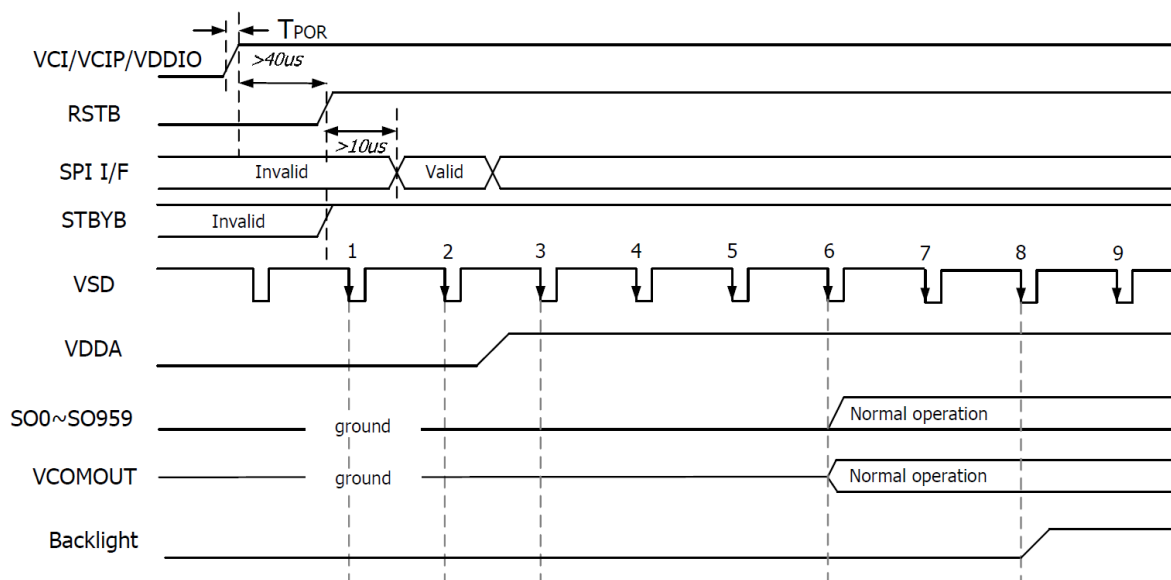 TPOR
VCI/VCIP/VDDIO
>40us
RSTB
>10us
SPI I/F
Invalid
Valid
STBYB
Invalid
1 2 3 4 5 6 7 8 9
VSD
VDDA
SO0~SO959
ground
Normal operation
VCOMOUT
ground
Normal operation
Backlight